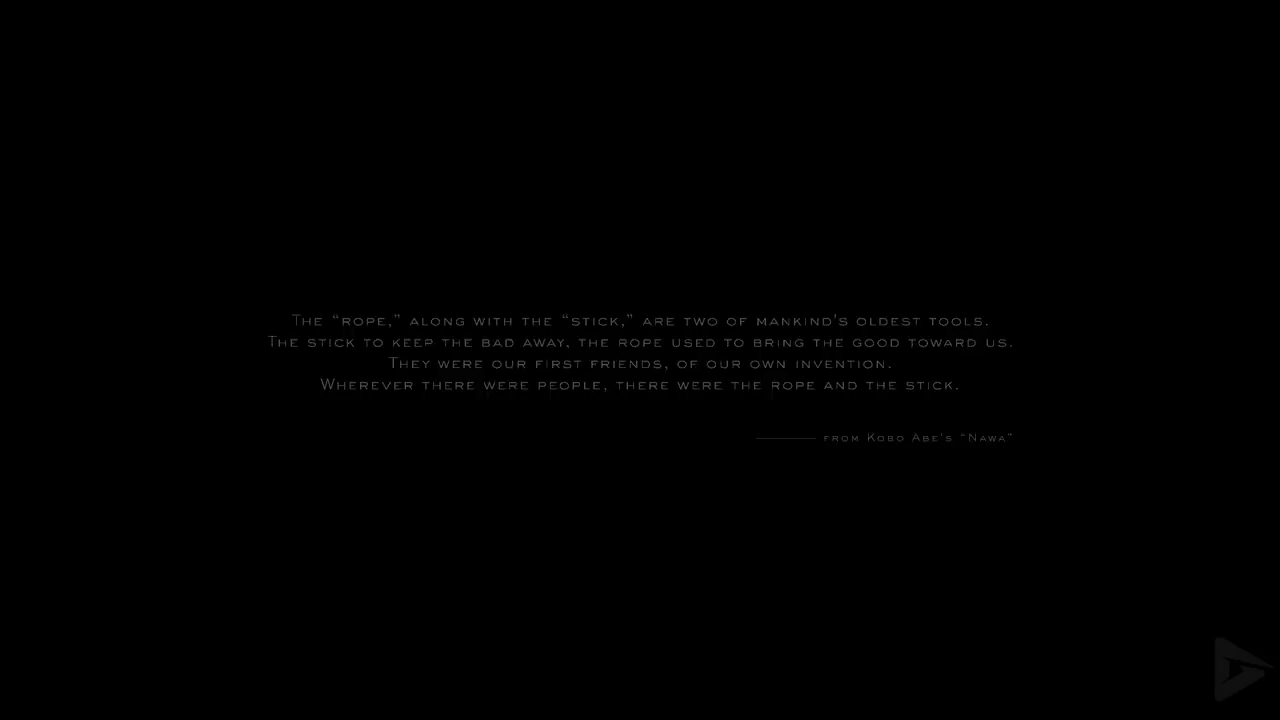 The “rope,” along with the “stick,” are two of mankind's oldest tools.
The stick to keep the bad away, the rope used to bring the good toward us.
They were our first friends, of our own invention.
Wherever there were people, there were the rope and the stick.
from Kobo Abe's “Nawa”